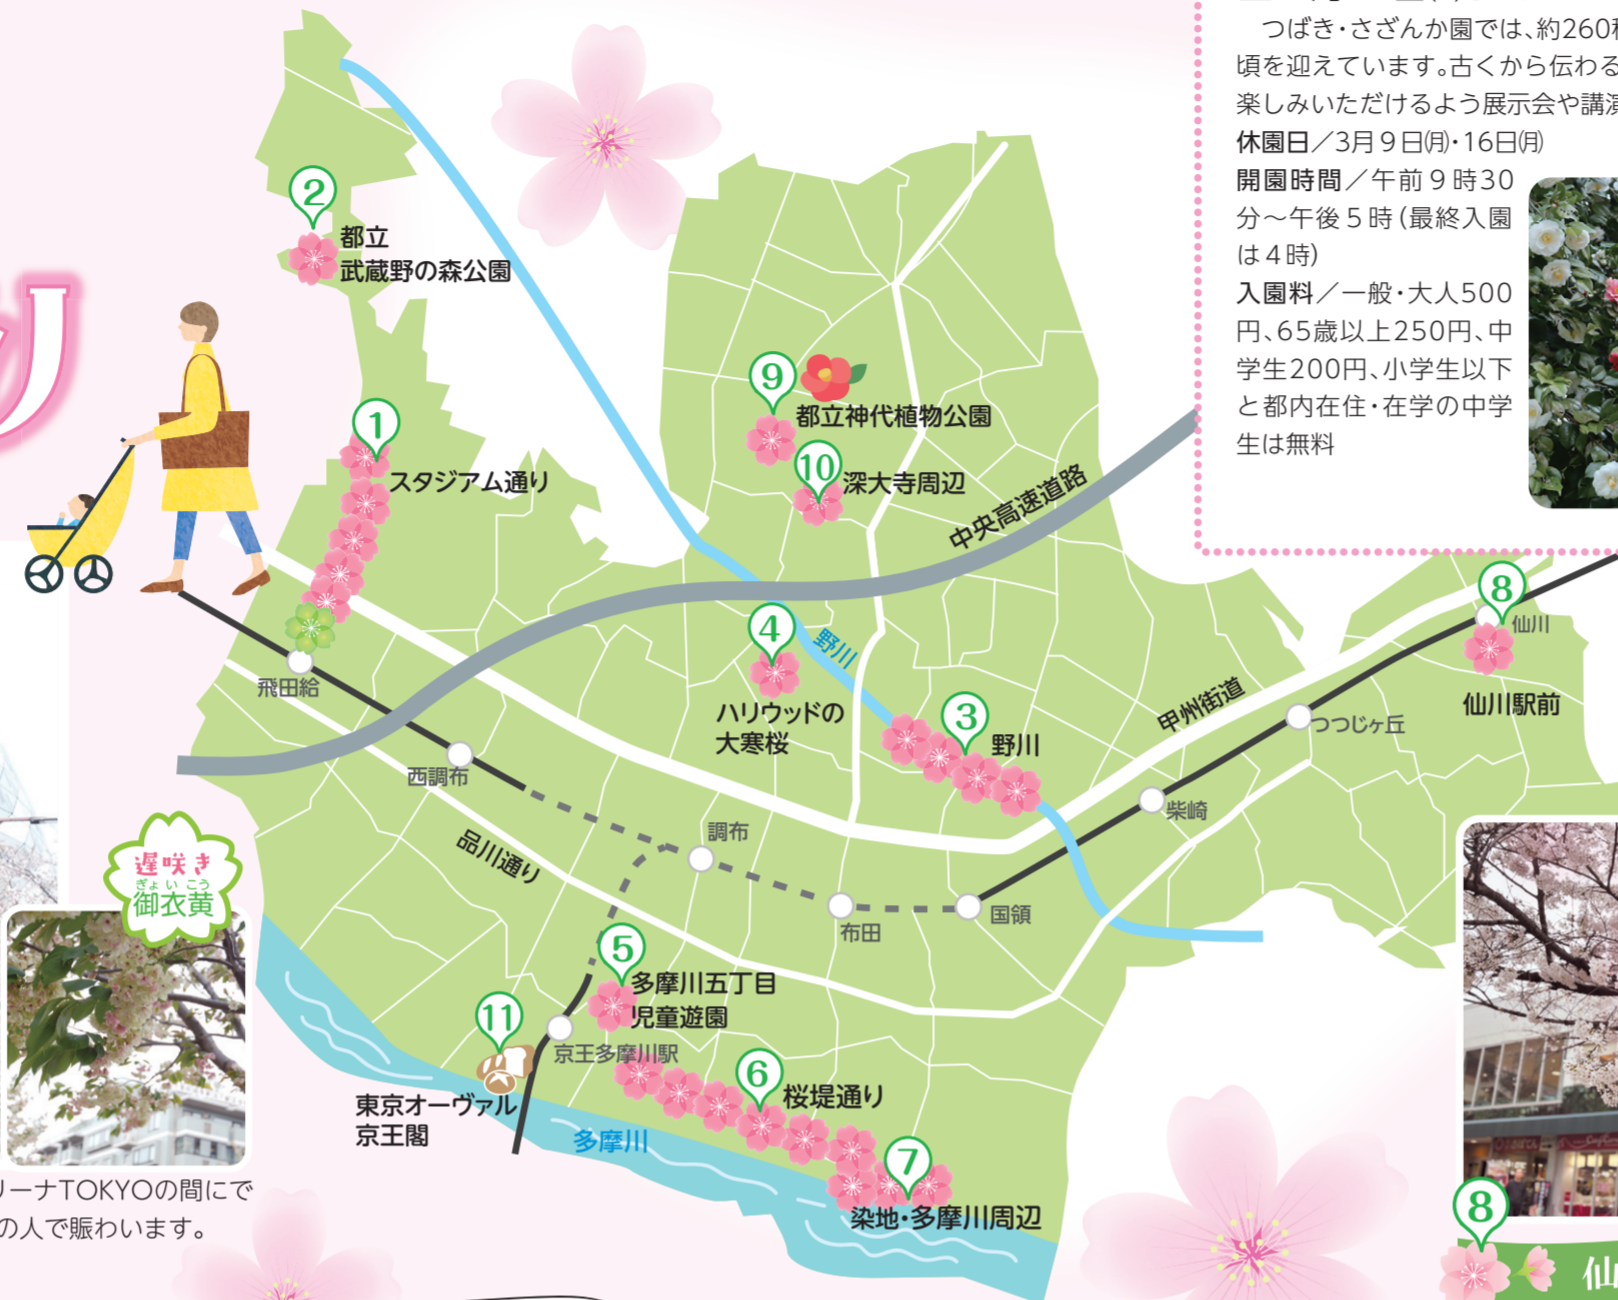 つばき・さざんか園では、約260
頃を迎えています。古くから伝わる
楽しみいただけるよう展示会や講演
休園日／3月9日㈪・16日㈪
開園時間／午前9時30
分～午後5時（最終入園
は4時）
入園料／一般・大人500
円、65歳以上250円、中
学生200円、小学生以下
と都内在住・在学の中学
生は無料
り
2
都立
武蔵野の森公園
1
スタジアム通り
9
都立神代植物公園
10
深大寺周辺
中央高速道路
4
野川
ハリウッドの
大寒桜
3
野川
甲州街道
8
仙川
仙川駅前
つつじヶ丘
柴崎
国領
布田
調布
西調布
飛田給
品川通り
遅咲き
ぎょいこう
御衣黄
5
多摩川五丁目
児童遊園
11
京王多摩川駅
東京オーヴァル
京王閣
6
桜堤通り
多摩川
7
染地・多摩川周辺
リーナTOKYOの間にで
の人で賑わいます。
8
仙